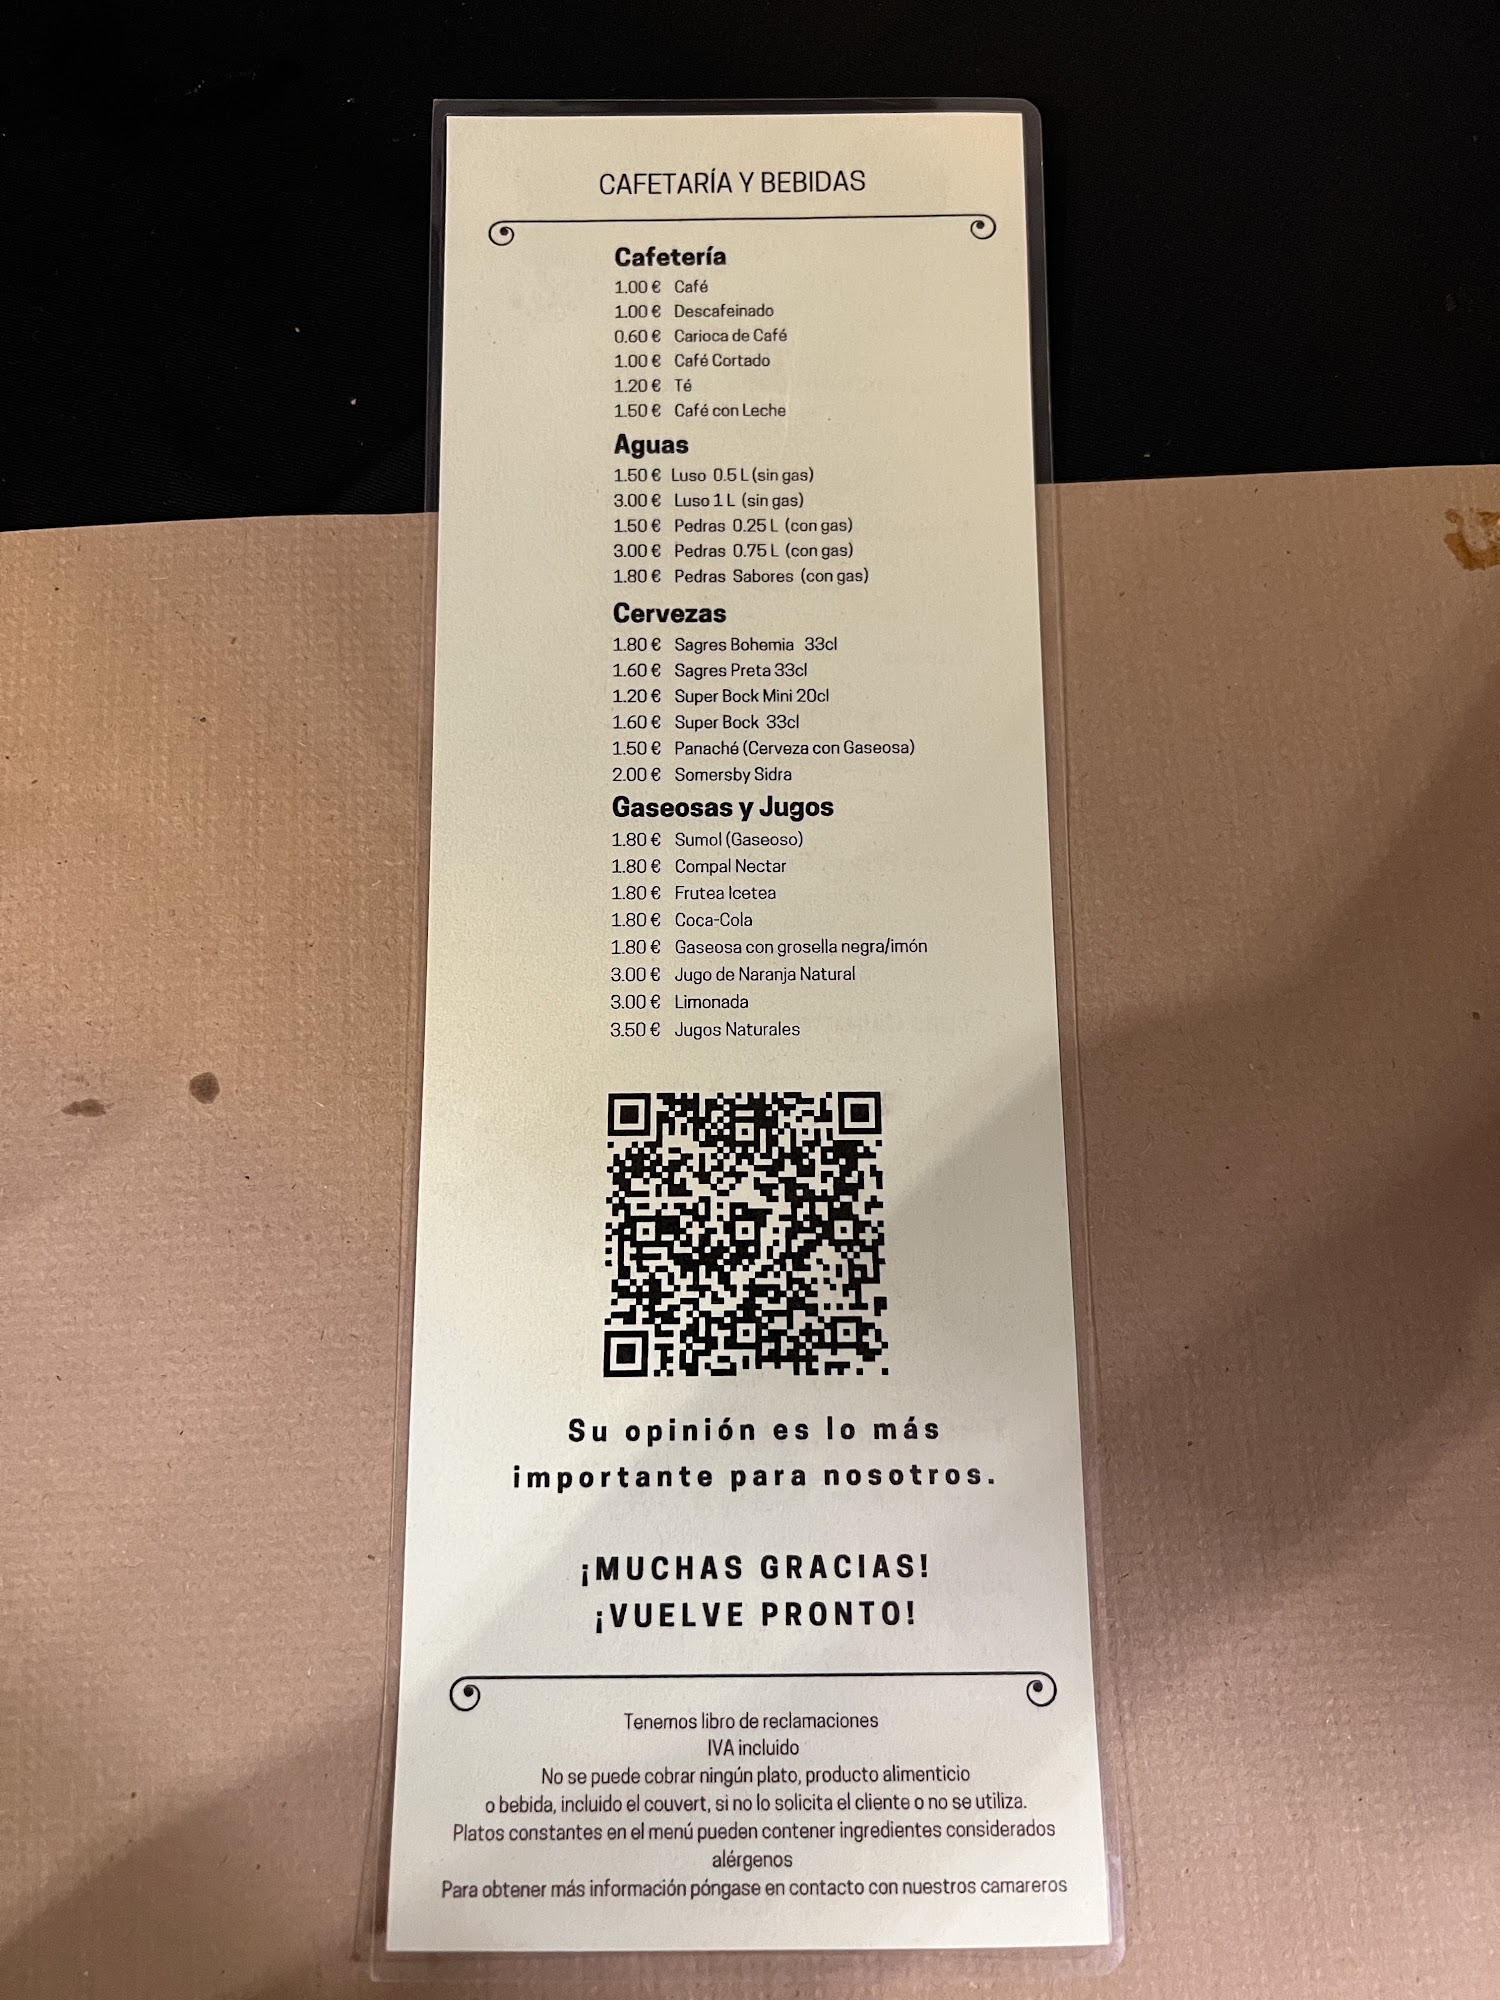 CAFETARÍA Y BEBIDAS
Cafetería
1.00 € Café
1.00 € Descafeinado
0.60 € Carioca de Café
1.00 € Café Cortado
1.20 € Té
1.50 € Café con Leche
Aguas
1.50 € Luso 0.5 L (sin gas)
3.00 € Luso 1 L (sin gas)
1.50 € Pedras 0.25 L (con gas)
3.00 € Pedras 0.75 L (con gas)
1.80 € Pedras Sabores (con gas)
Cervezas
1.80 € Sagres Bohemia 33cl
1.60 € Sagres Preta 33cl
1.20 € Super Bock Mini 20cl
1.60 € Super Bock 33cl
1.50 € Panaché (Cerveza con Gaseosa)
2.00 € Somersby Sidra
Gaseosas y Jugos
1.80 € Sumol (Gaseoso)
1.80 € Compal Nectar
1.80 € Frutea Icetea
1.80 € Coca-Cola
1.80 € Gaseosa con grosella negra/imón
3.00 € Jugo de Naranja Natural
3.00 € Limonada
3.50 € Jugos Naturales
Su opinión es lo más
importante para nosotros.
¡MUCHAS GRACIAS!
¡VUELVE PRONTO!
Tenemos libro de reclamaciones
IVA incluido
No se puede cobrar ningún plato, producto alimenticio
o bebida, incluido el couvert, si no lo solicita el cliente o no se utiliza.
Platos constantes en el menú pueden contener ingredientes considerados
alérgenos
Para obtener más información póngase en contacto con nuestros camareros